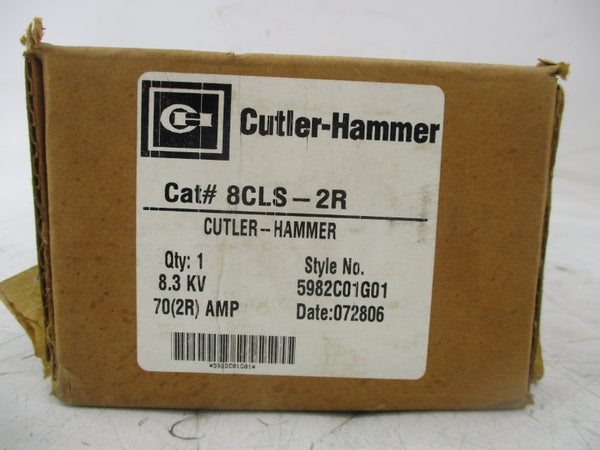 Cutler-Hammer
Cat# 8CLS-2R
CUTLER-HAMMER
Qty: 1 Style No.
8.3 KV 5982C01G01
70(2R) AMP Date:072806
*5982C01G01*